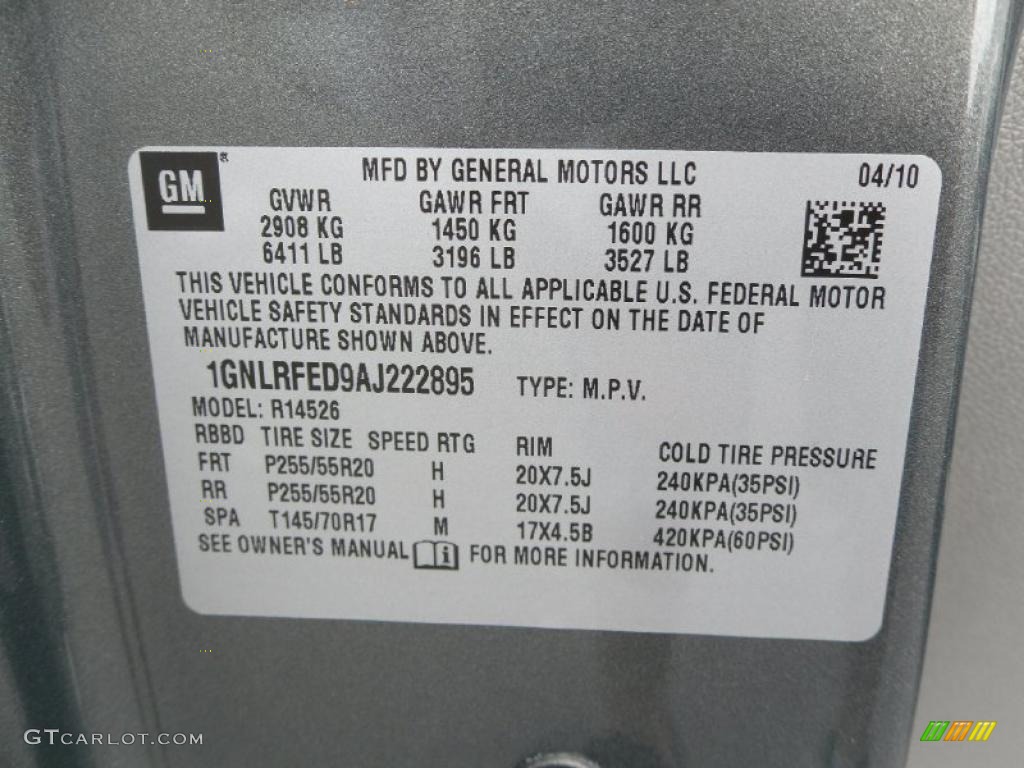 GM®
MFD BY GENERAL MOTORS LLC 04/10
GVWR GAWR FRT GAWR RR
2908 KG 1450 KG 1600 KG
6411 LB 3196 LB 3527 LB
THIS VEHICLE CONFORMS TO ALL APPLICABLE U.S. FEDERAL MOTOR
VEHICLE SAFETY STANDARDS IN EFFECT ON THE DATE OF
MANUFACTURE SHOWN ABOVE.
1GNLRFED9AJ222895 TYPE: M.P.V.
MODEL: R14526
RBBD TIRE SIZE SPEED RTG RIM COLD TIRE PRESSURE
FRT P255/55R20 H 20X7.5J 240KPA(35PSI)
RR P255/55R20 H 20X7.5J 240KPA(35PSI)
SPA T145/70R17 M 17X4.5B 420KPA(60PSI)
SEE OWNER'S MANUAL i FOR MORE INFORMATION.
GTCARLOT.COM